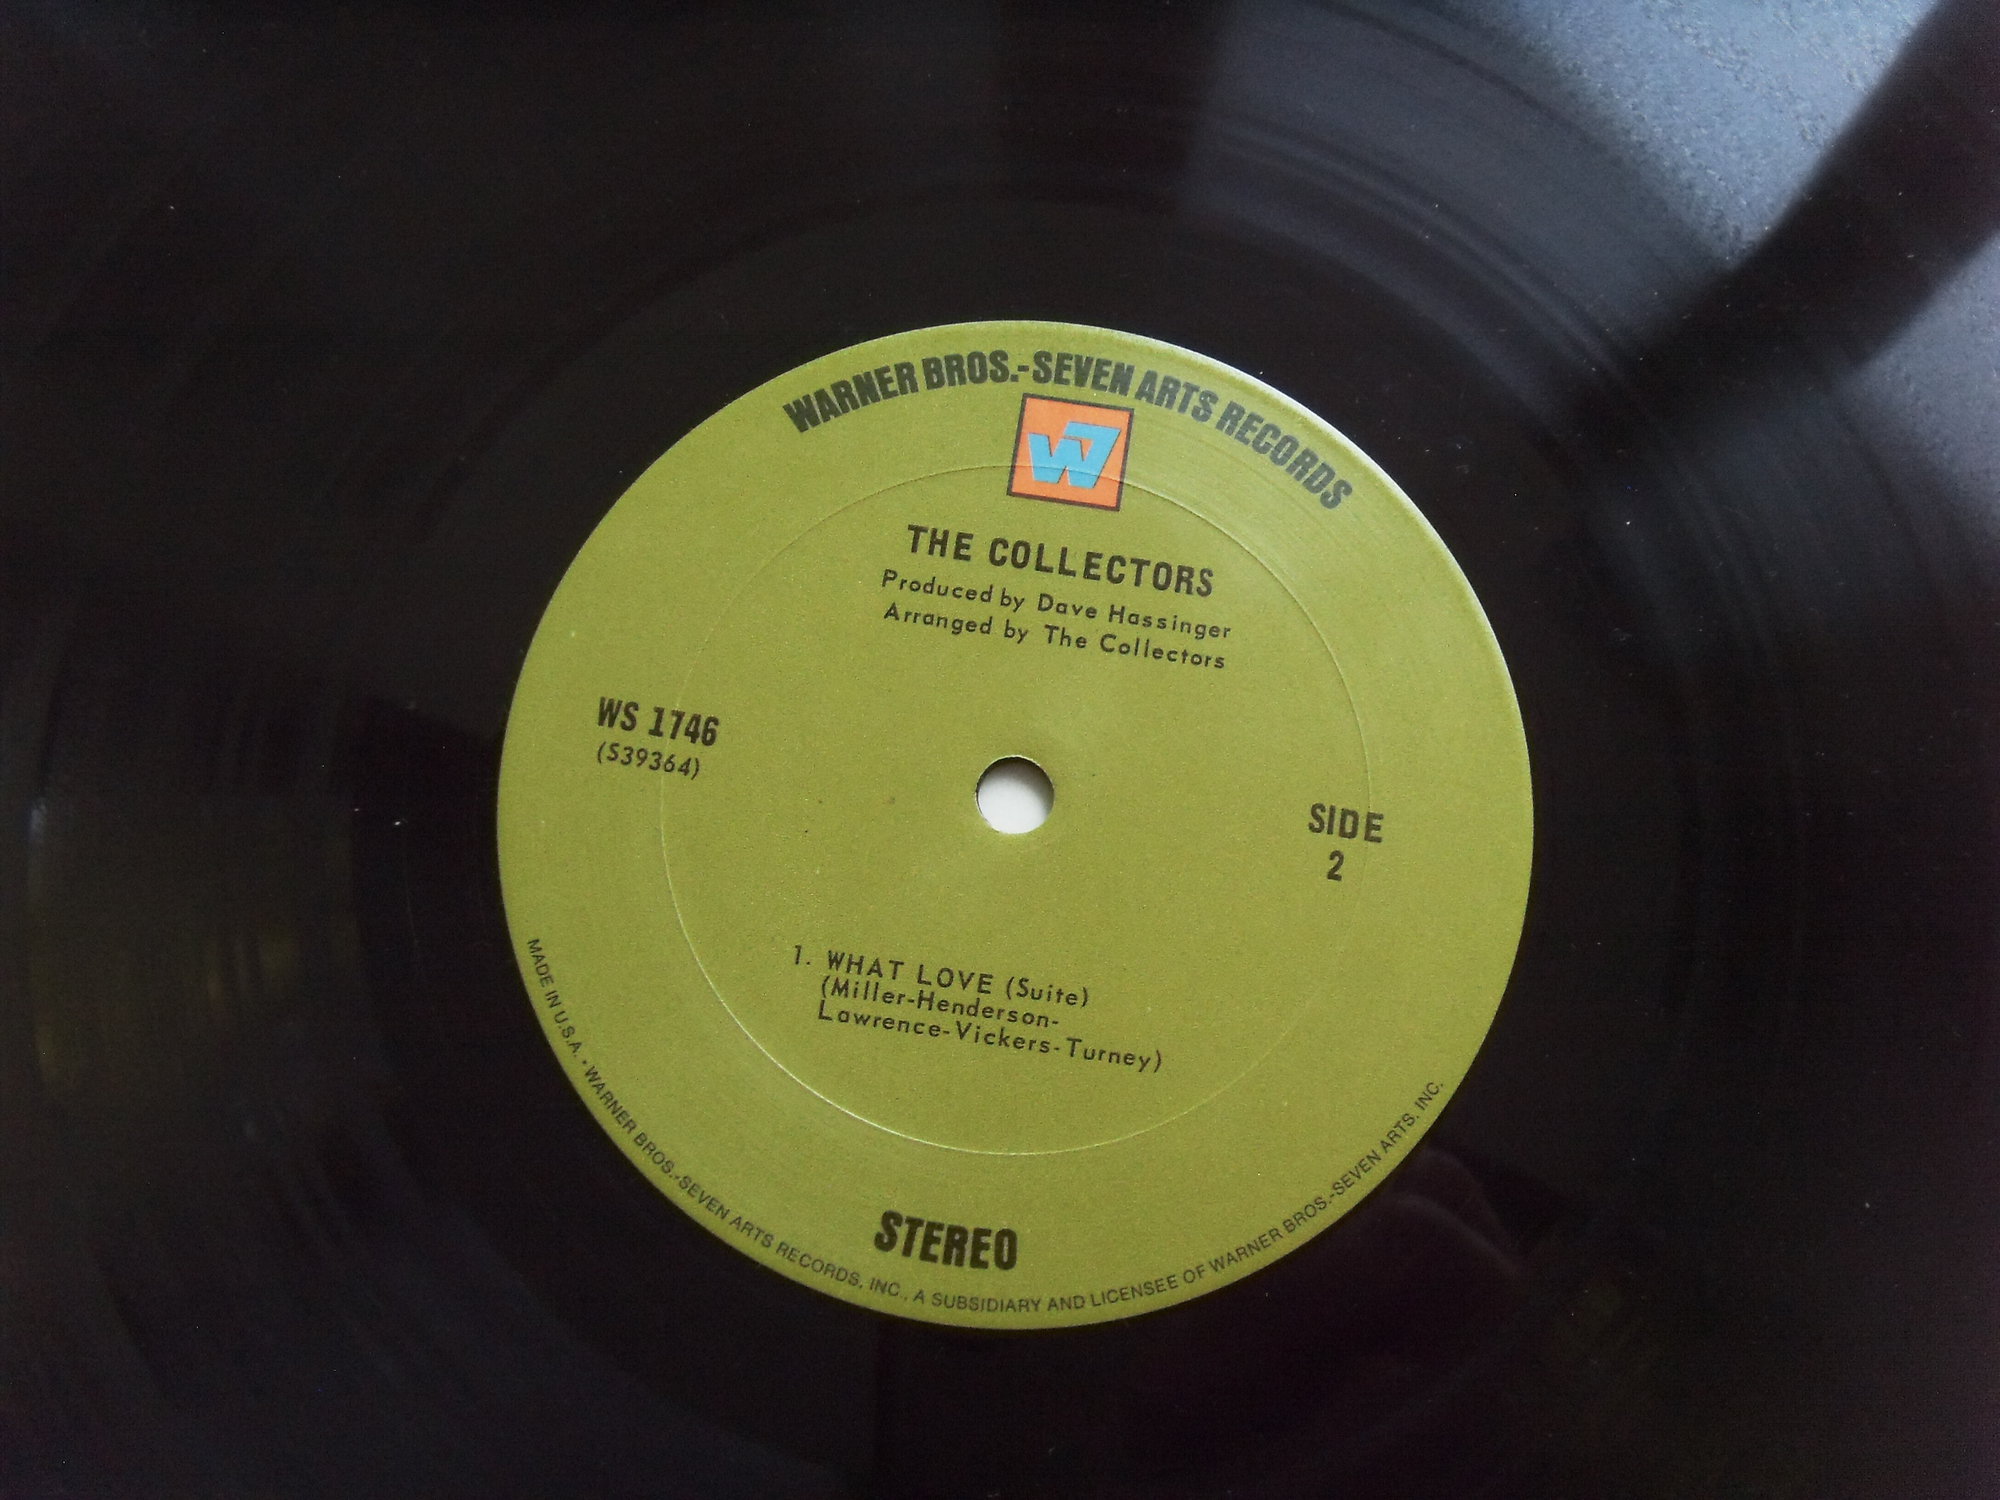 WARNER BROS.-SEVEN ARTS RECORDS
W7
THE COLLECTORS
Produced by Dave Hassinger
Arranged by The Collectors
WS 1746
(S39364)
SIDE
2
1. WHAT LOVE (Suite)
(Miller-Henderson-
Lawrence-Vickers-Turney)
STEREO
MADE IN U.S.A. • WARNER BROS.-SEVEN ARTS RECORDS, INC., A SUBSIDIARY AND LICENSEE OF WARNER BROS.-SEVEN ARTS, INC.